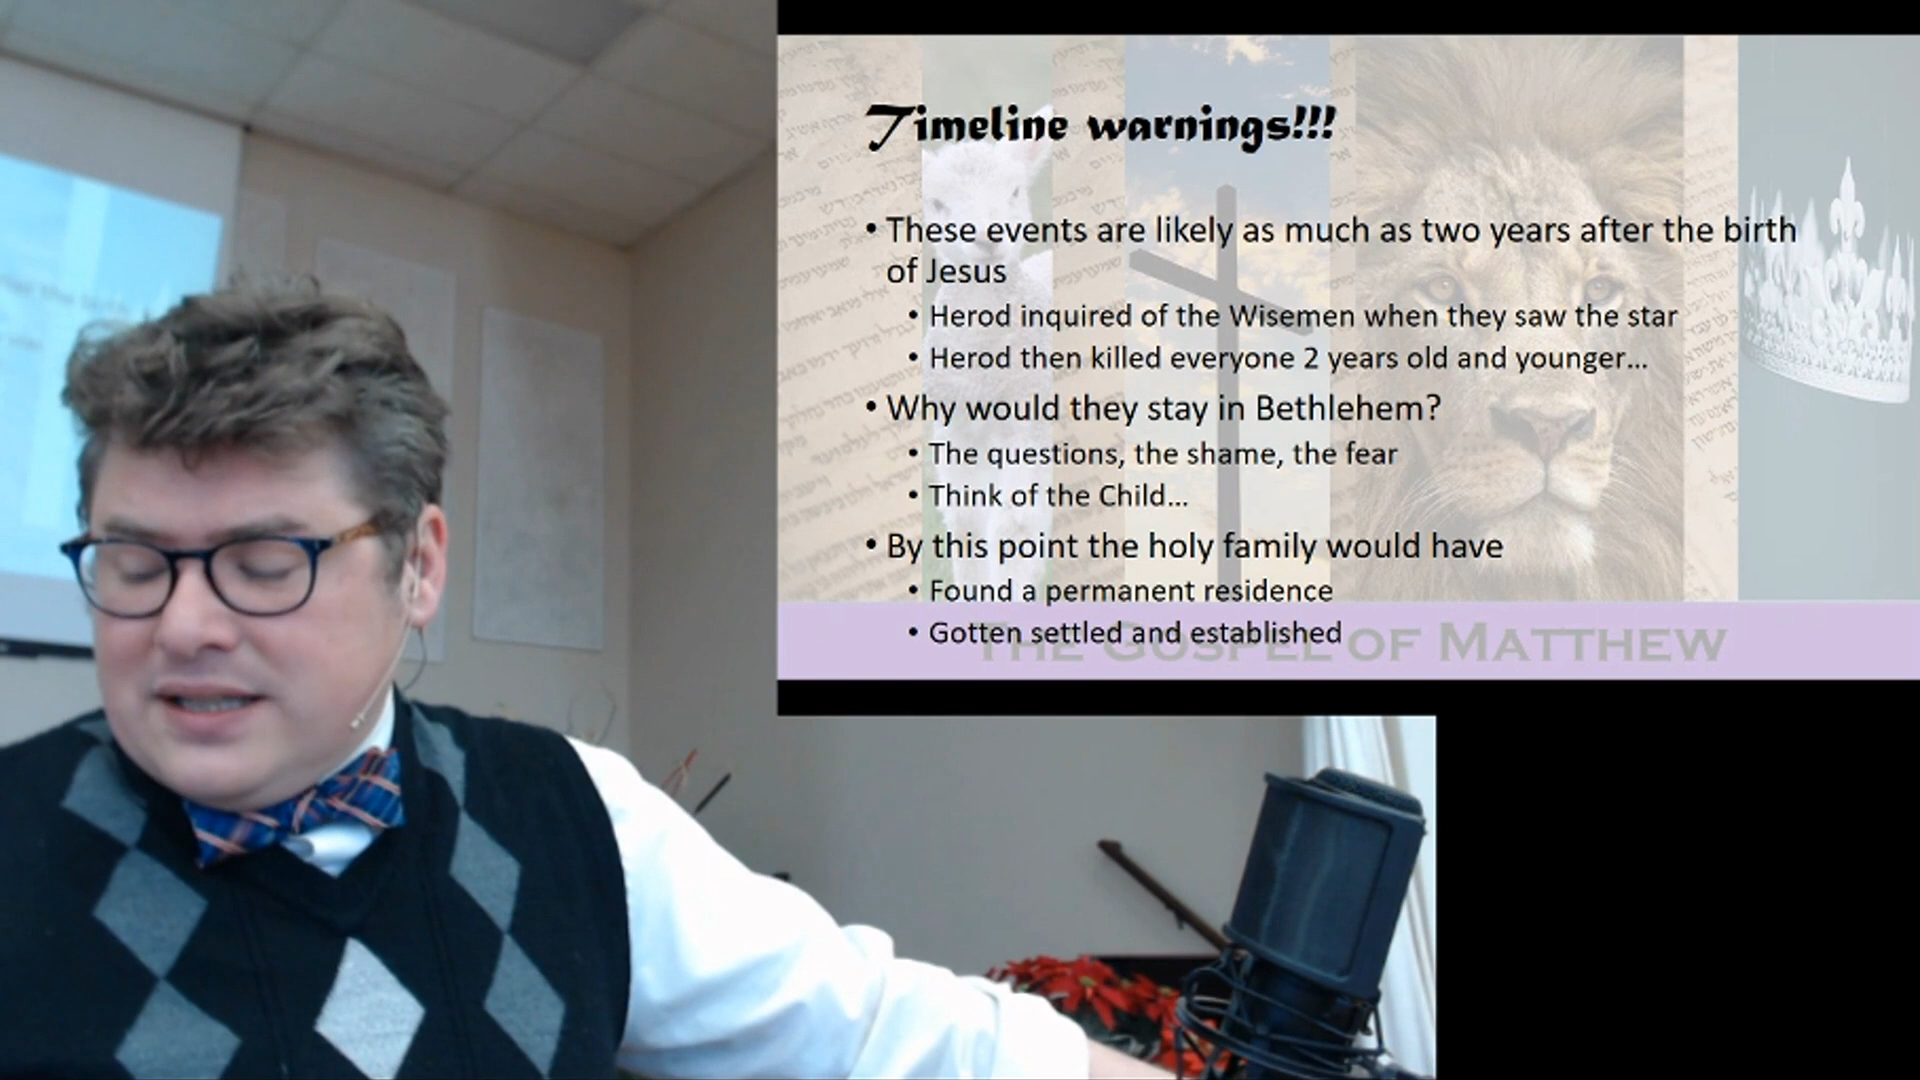 Timeline warnings!!!
• These events are likely as much as two years after the birth
of Jesus
• Herod inquired of the Wisemen when they saw the star
• Herod then killed everyone 2 years old and younger...
• Why would they stay in Bethlehem?
• The questions, the shame, the fear
• Think of the Child...
• By this point the holy family would have
• Found a permanent residence
• Gotten settled and established
THE GOSPEL OF MATTHEW